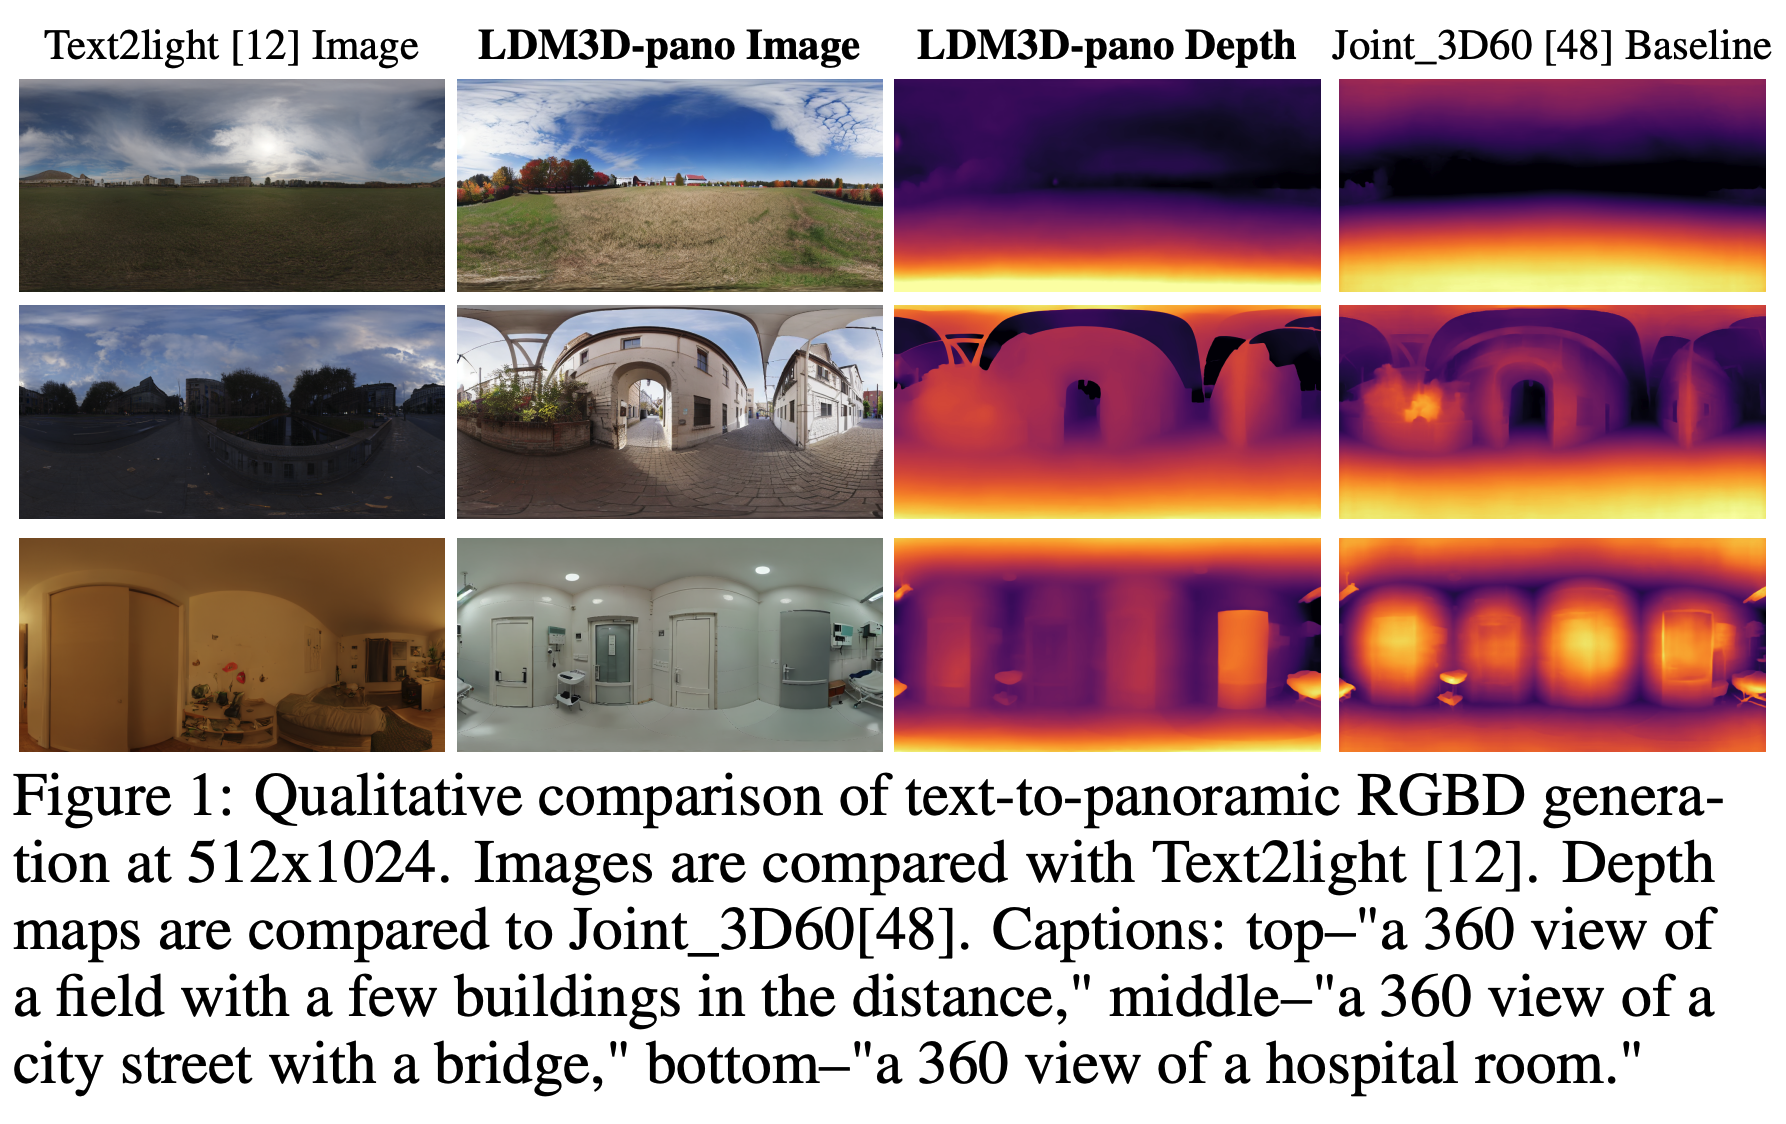 Text2light [12] Image
LDM3D-pano Image
LDM3D-pano Depth
Joint_3D60 [48] Baseline
Figure 1: Qualitative comparison of text-to-panoramic RGBD genera-
tion at 512x1024. Images are compared with Text2light [12]. Depth
maps are compared to Joint_3D60[48]. Captions: top–"a 360 view of
a field with a few buildings in the distance," middle–"a 360 view of a
city street with a bridge," bottom–"a 360 view of a hospital room."